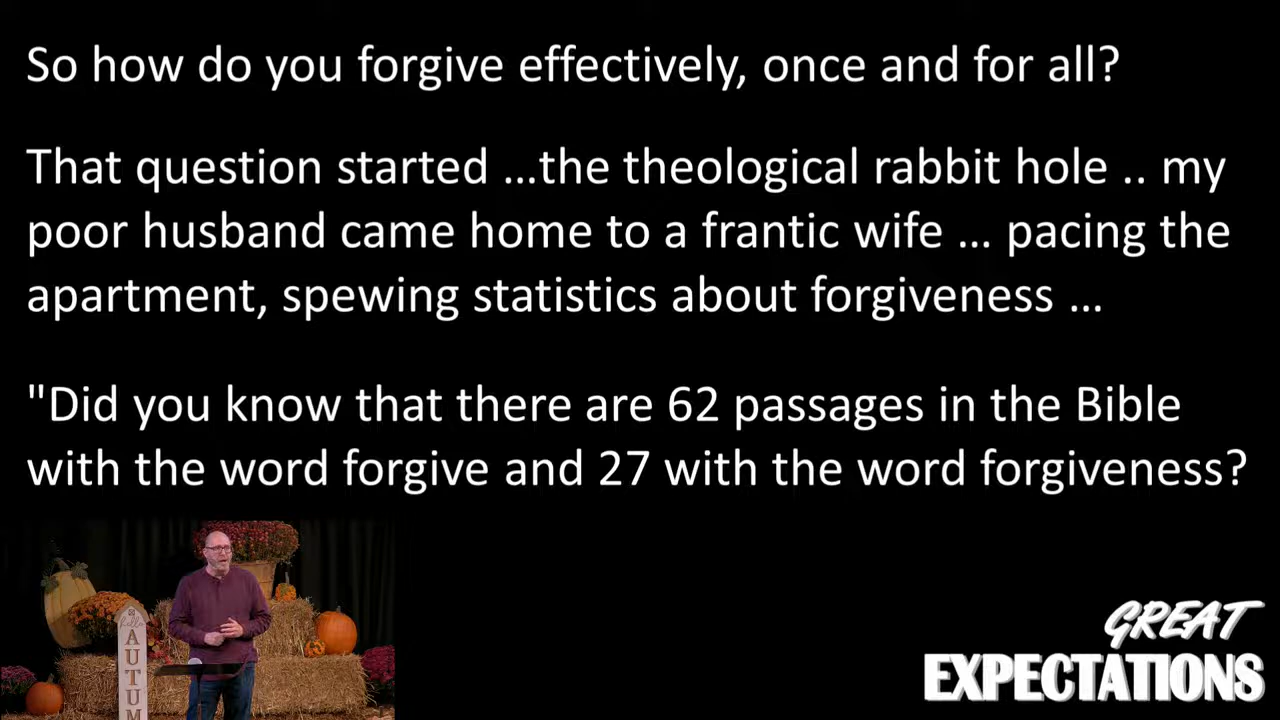 So how do you forgive effectively, once and for all?
That question started ...the theological rabbit hole .. my
poor husband came home to a frantic wife ... pacing the
apartment, spewing statistics about forgiveness ...
"Did you know that there are 62 passages in the Bible
with the word forgive and 27 with the word forgiveness?
AUTUM
GREAT
EXPECTATIONS